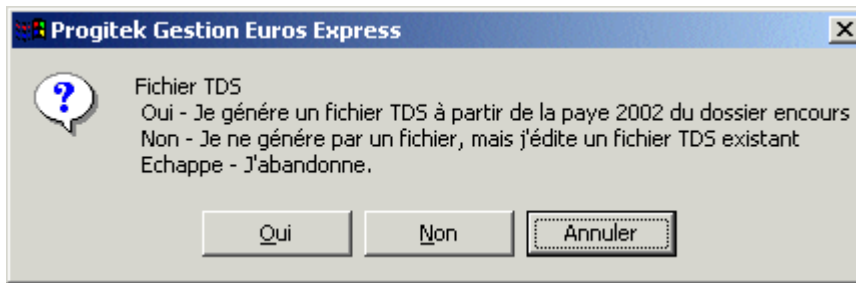 Progitek Gestion Euros Express
Fichier TDS
Oui - Je génére un fichier TDS à partir de la paye 2002 du dossier encours
Non - Je ne génére par un fichier, mais j'édite un fichier TDS existant
Echappe - J'abandonne.
Oui
Non
Annuler